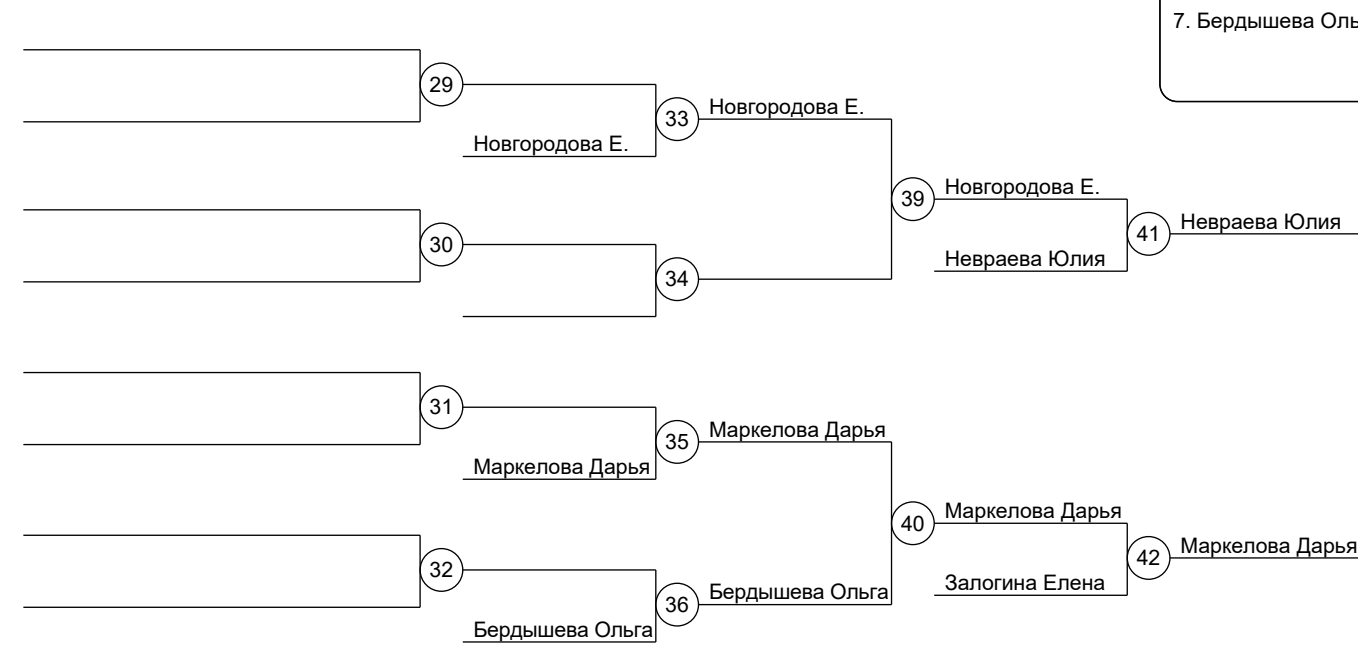 7. Бердышева Оль
29
33
Новгородова Е.
Новгородова Е.
39
Новгородова Е.
41
Невраева Юлия
30
Невраева Юлия
34
31
35
Маркелова Дарья
Маркелова Дарья
40
Маркелова Дарья
42
Маркелова Дарья
32
Залогина Елена
36
Бердышева Ольга
Бердышева Ольга